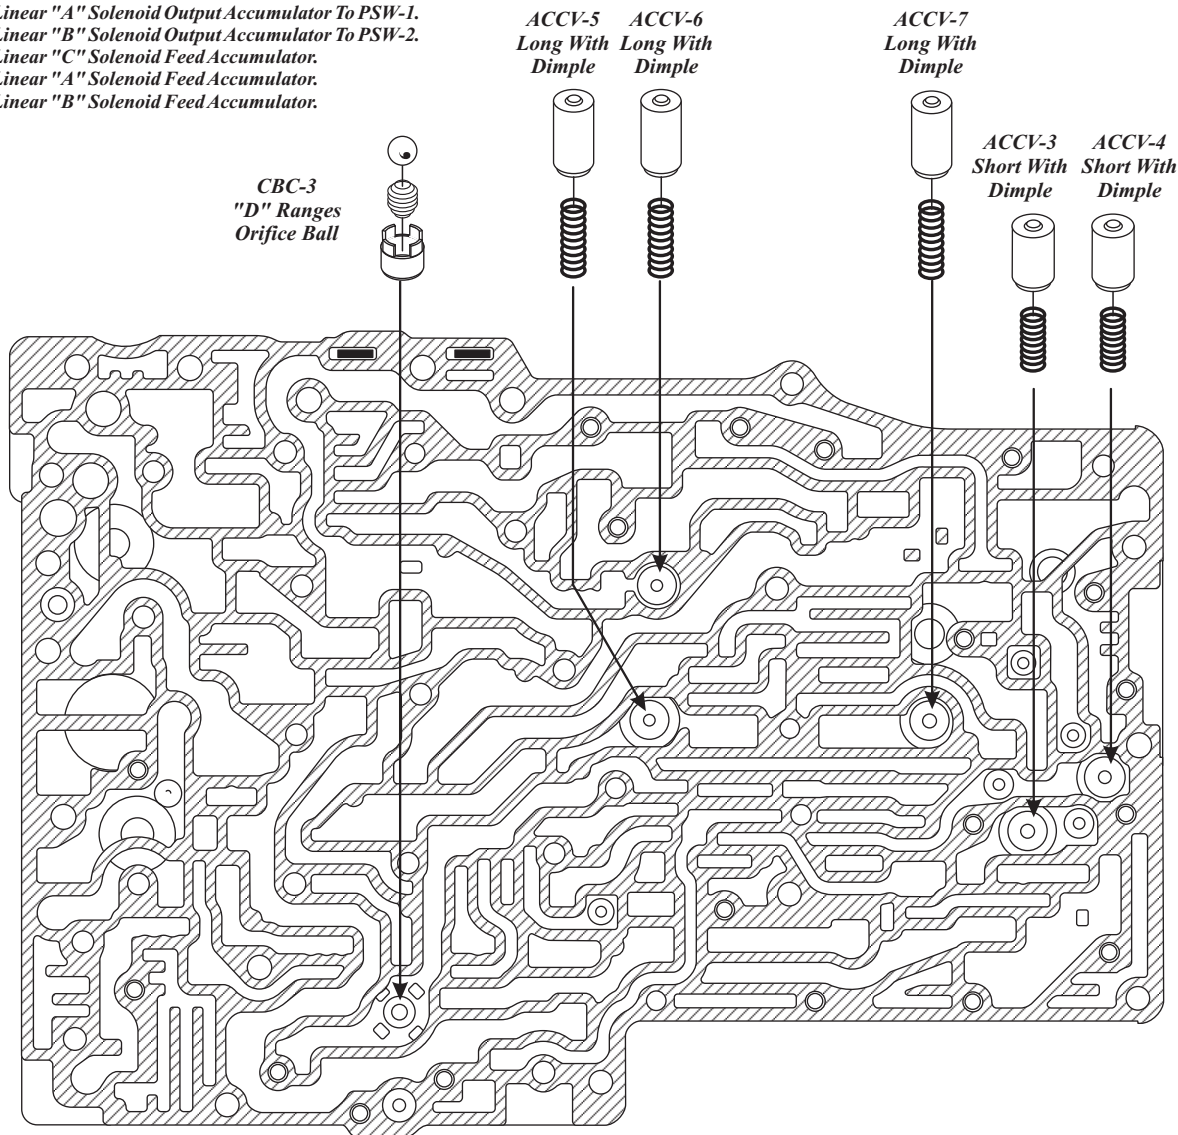 Linear "A" Solenoid Output Accumulator To PSW-1.
Linear "B" Solenoid Output Accumulator To PSW-2.
Linear "C" Solenoid Feed Accumulator.
Linear "A" Solenoid Feed Accumulator.
Linear "B" Solenoid Feed Accumulator.
ACCV-5
Long With
Dimple
ACCV-6
Long With
Dimple
ACCV-7
Long With
Dimple
ACCV-3
Short With
Dimple
ACCV-4
Short With
Dimple
CBC-3
"D" Ranges
Orifice Ball